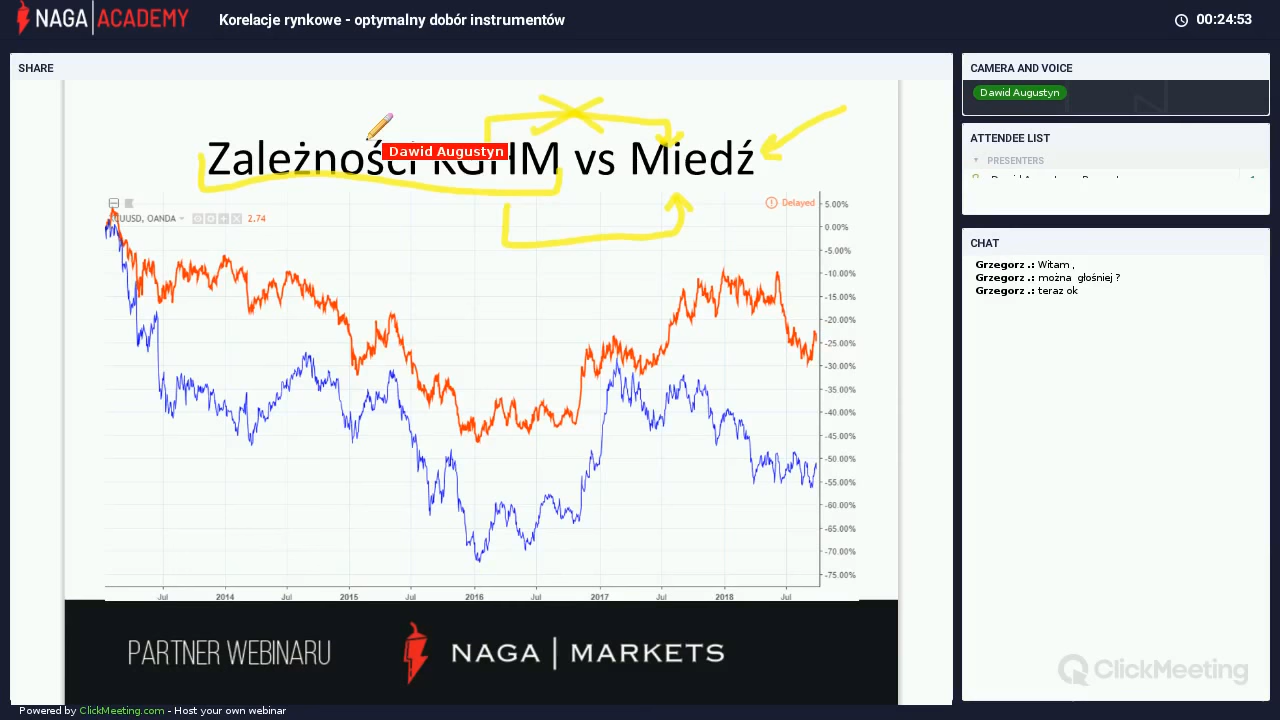 NAGA|ACADEMY
Korelacje rynkowe - optymalny dobór instrumentów
00:24:53
SHARE
Zależności KGHM vs Miedź
Dawid Augustyn
UUSD, OANDA
2.74
Delayed
5.00%
0.00%
-5.00%
-10.00%
-15.00%
-20.00%
-25.00%
-30.00%
-35.00%
-40.00%
-45.00%
-50.00%
-55.00%
-60.00%
-65.00%
-70.00%
-75.00%
Jul 2014 Jul 2015 Jul 2016 Jul 2017 Jul 2018 Jul
PARTNER WEBINARU
NAGA | MARKETS
CAMERA AND VOICE
Dawid Augustyn
ATTENDEE LIST
PRESENTERS
CHAT
Grzegorz .: Witam ,
Grzegorz .: można głośniej ?
Grzegorz .: teraz ok
ClickMeeting
Powered by ClickMeeting.com - Host your own webinar